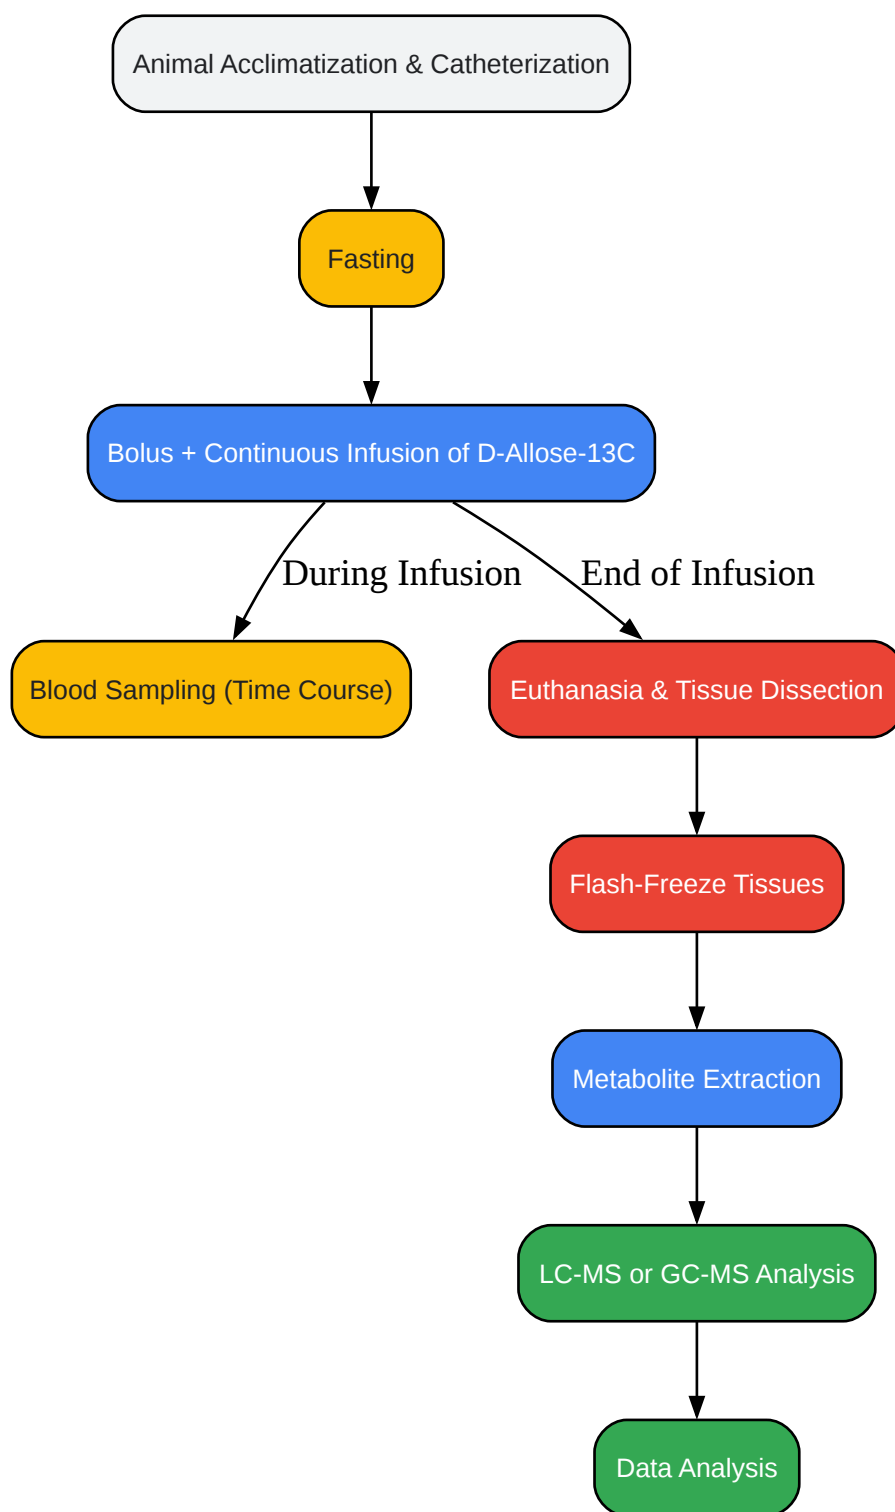 Animal Acclimatization & Catheterization
Fasting
Bolus + Continuous Infusion of D-Allose-13C
During Infusion
End of Infusion
Blood Sampling (Time Course)
Euthanasia & Tissue Dissection
Flash-Freeze Tissues
Metabolite Extraction
LC-MS or GC-MS Analysis
Data Analysis